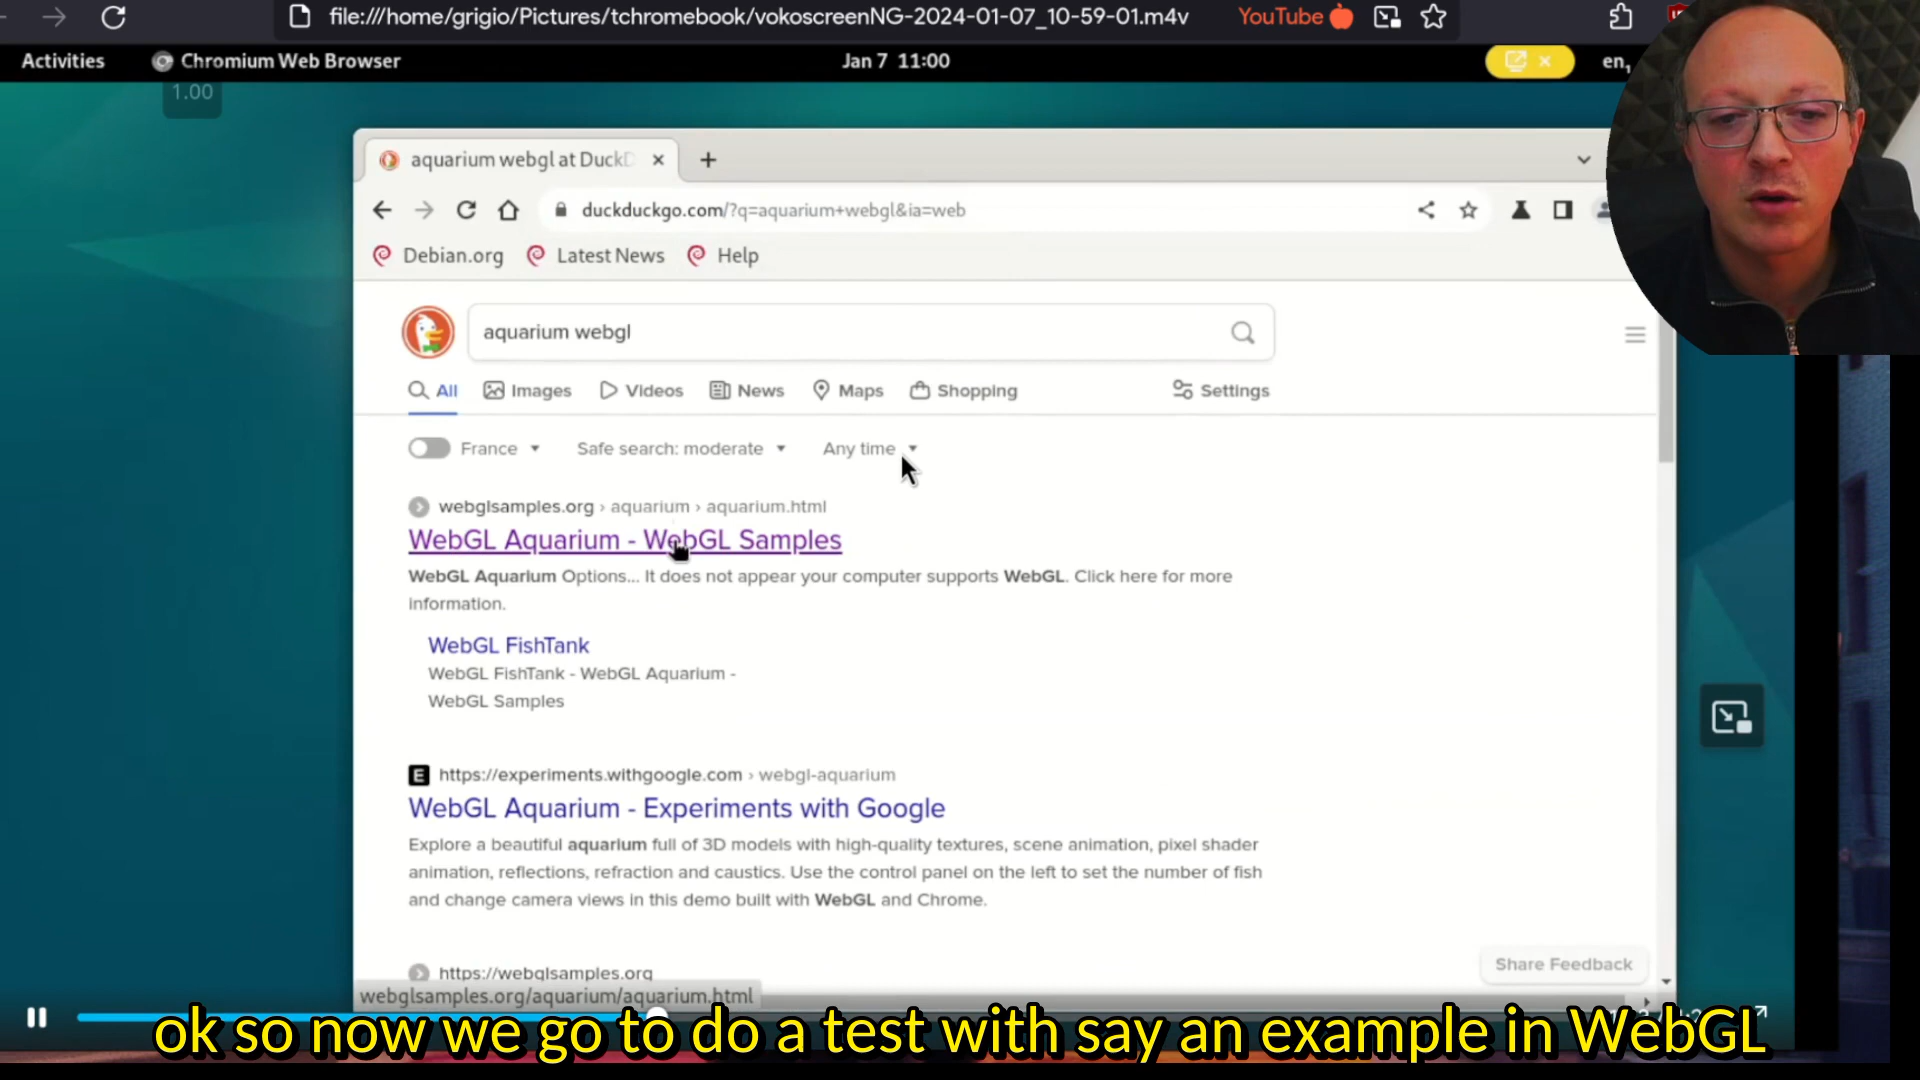 file:///home/grigio/Pictures/tchromebook/vokoscreenNG-2024-01-07_10-59-01.m4v
YouTube
Activities
Chromium Web Browser
Jan 7 11:00
en,
1.00
aquarium webgl at DuckD
duckduckgo.com/?q=aquarium+webgl&ia=web
Debian.org
Latest News
Help
aquarium webgl
All
Images
Videos
News
Maps
Shopping
Settings
France
Safe search: moderate
Any time
webglsamples.org › aquarium › aquarium.html
WebGL Aquarium - WebGL Samples
WebGL Aquarium Options... It does not appear your computer supports WebGL. Click here for more
information.
WebGL FishTank
WebGL FishTank - WebGL Aquarium -
WebGL Samples
E
https://experiments.withgoogle.com › webgl-aquarium
WebGL Aquarium - Experiments with Google
Explore a beautiful aquarium full of 3D models with high-quality textures, scene animation, pixel shader
animation, reflections, refraction and caustics. Use the control panel on the left to set the number of fish
and change camera views in this demo built with WebGL and Chrome.
https://webglsamples.org
Share Feedback
webglsamples.org/aquarium/aquarium.html
ok so now we go to do a test with say an example in WebGL